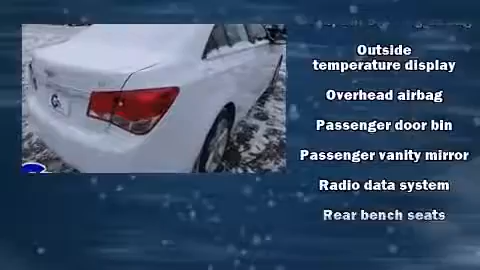 Outside
temperature display
Overhead airbag
Passenger door bin
Passenger vanity mirror
Radio data system
Rear bench seats